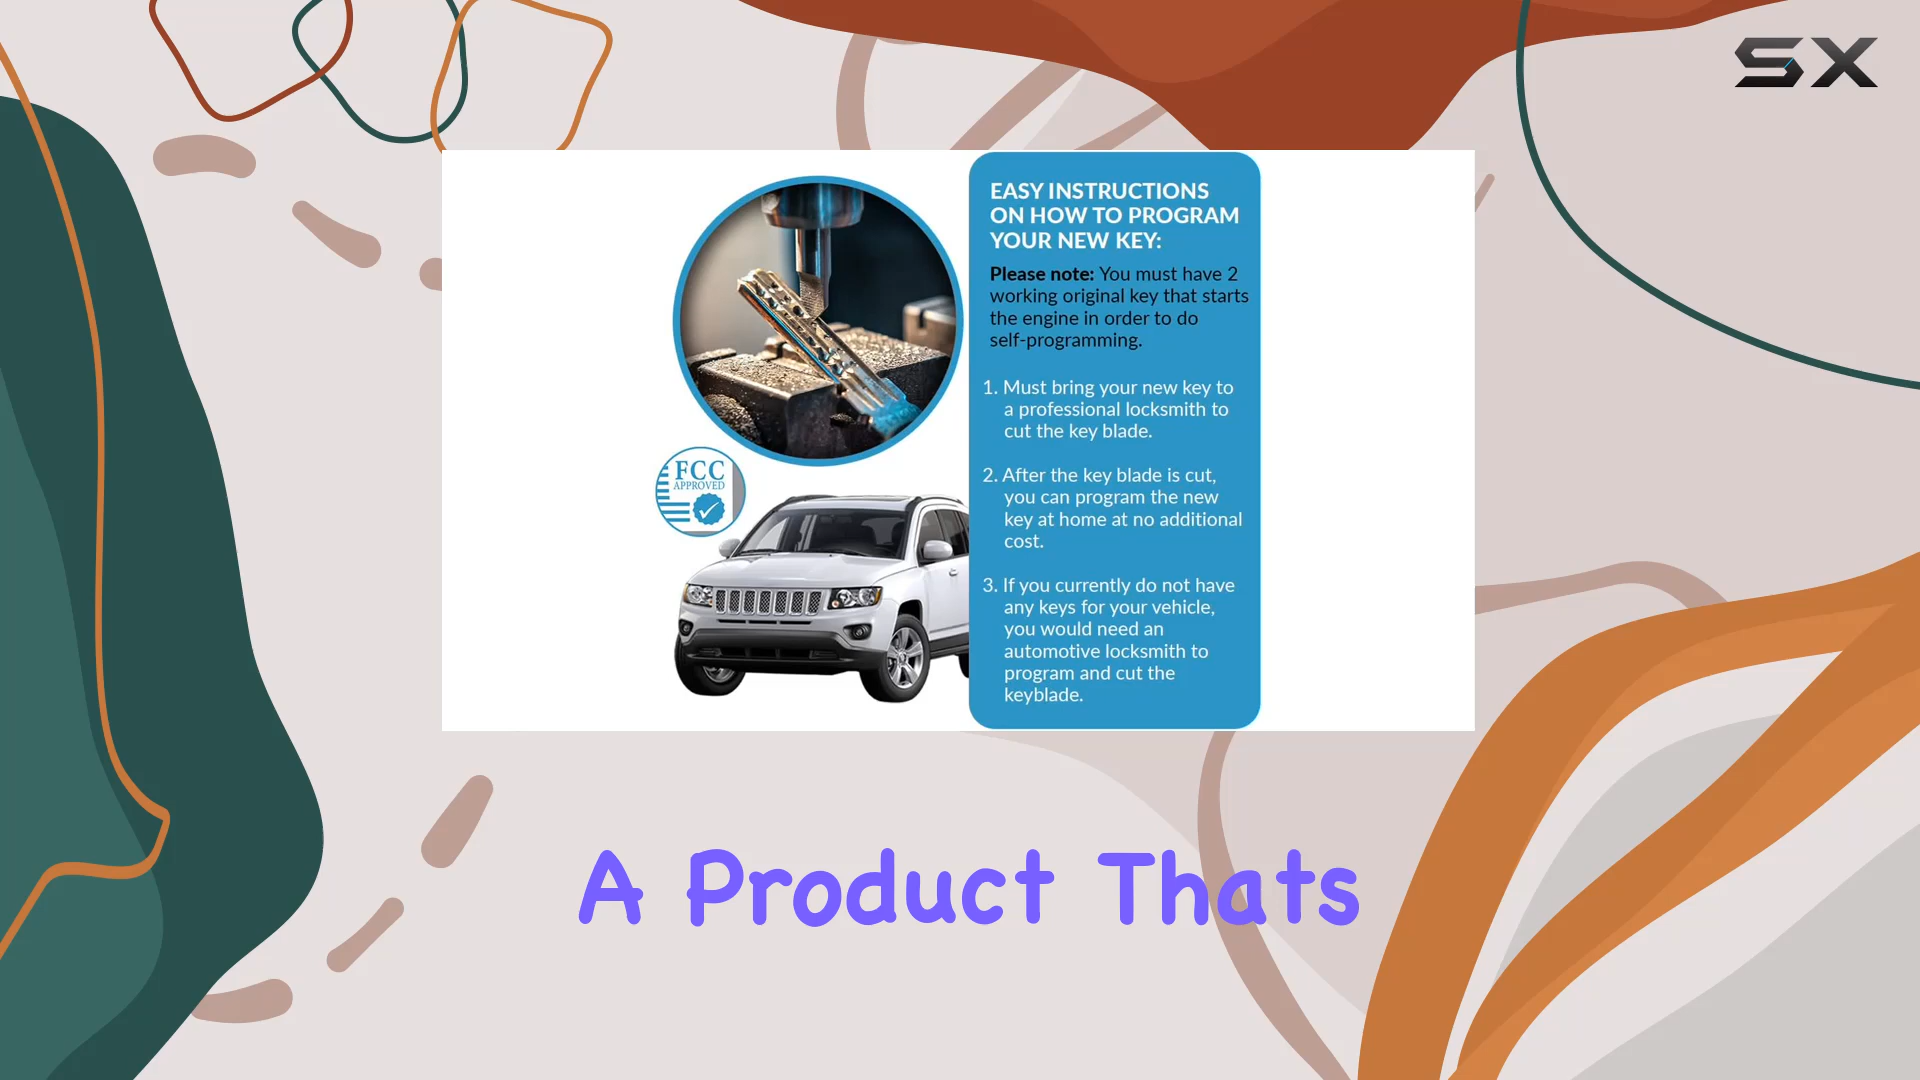 SX
EASY INSTRUCTIONS
ON HOW TO PROGRAM
YOUR NEW KEY:
Please note: You must have 2
working original key that starts
the engine in order to do
self-programming.
1. Must bring your new key to
a professional locksmith to
cut the key blade.
2. After the key blade is cut,
you can program the new
key at home at no additional
cost.
3. If you currently do not have
any keys for your vehicle,
you would need an
automotive locksmith to
program and cut the
keyblade.
FCC
APPROVED
A Product Thats